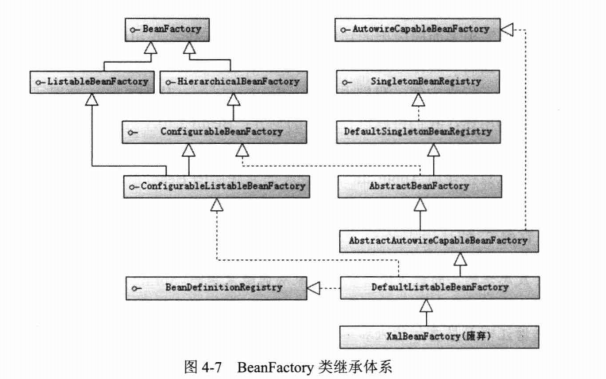 BeanFactory
AutowireCapableBeanFactory
ListableBeanFactory
HierarchicalBeanFactory
SingletonBeanRegistry
ConfigurableBeanFactory
DefaultSingletonBeanRegistry
ConfigurableListableBeanFactory
AbstractBeanFactory
AbstractAutowireCapableBeanFactory
BeanDefinitionRegistry
DefaultListableBeanFactory
XmlBeanFactory(废弃)
图 4-7 BeanFactory 类继承体系